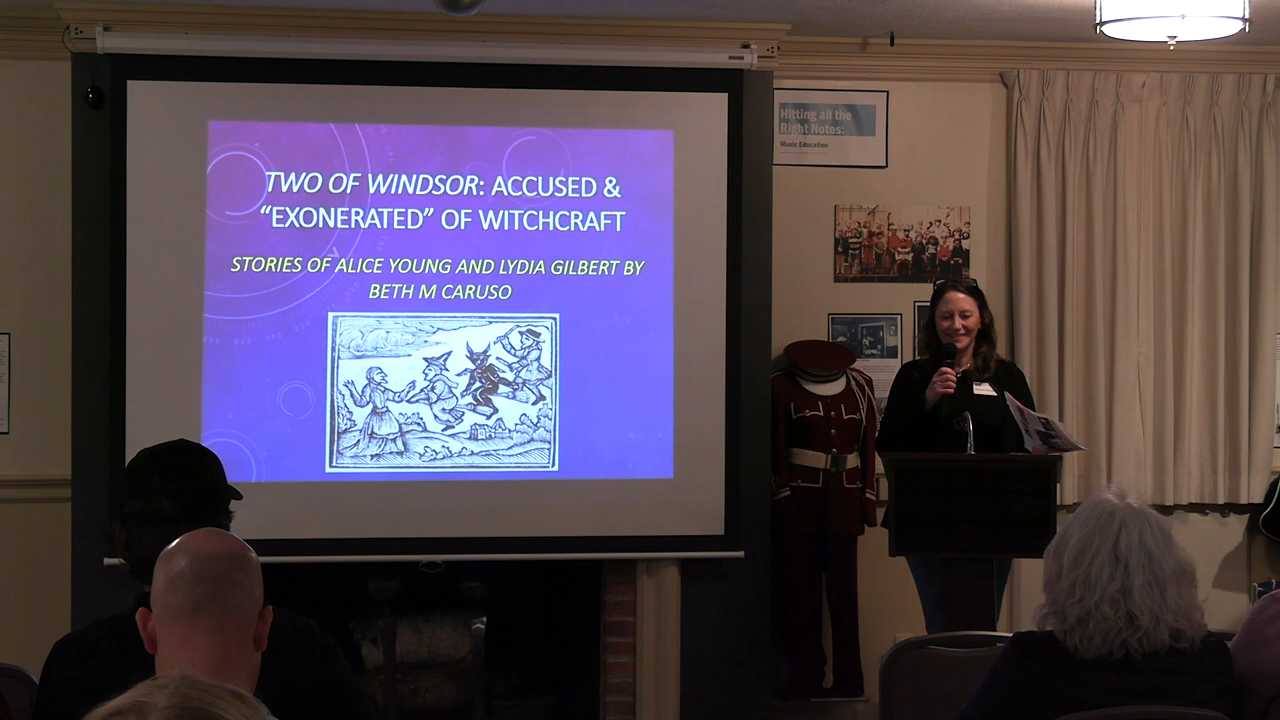 TWO OF WINDSOR: ACCUSED &
“EXONERATED” OF WITCHCRAFT
STORIES OF ALICE YOUNG AND LYDIA GILBERT BY
BETH M CARUSO
Hitting all the
Right Notes:
Music Education